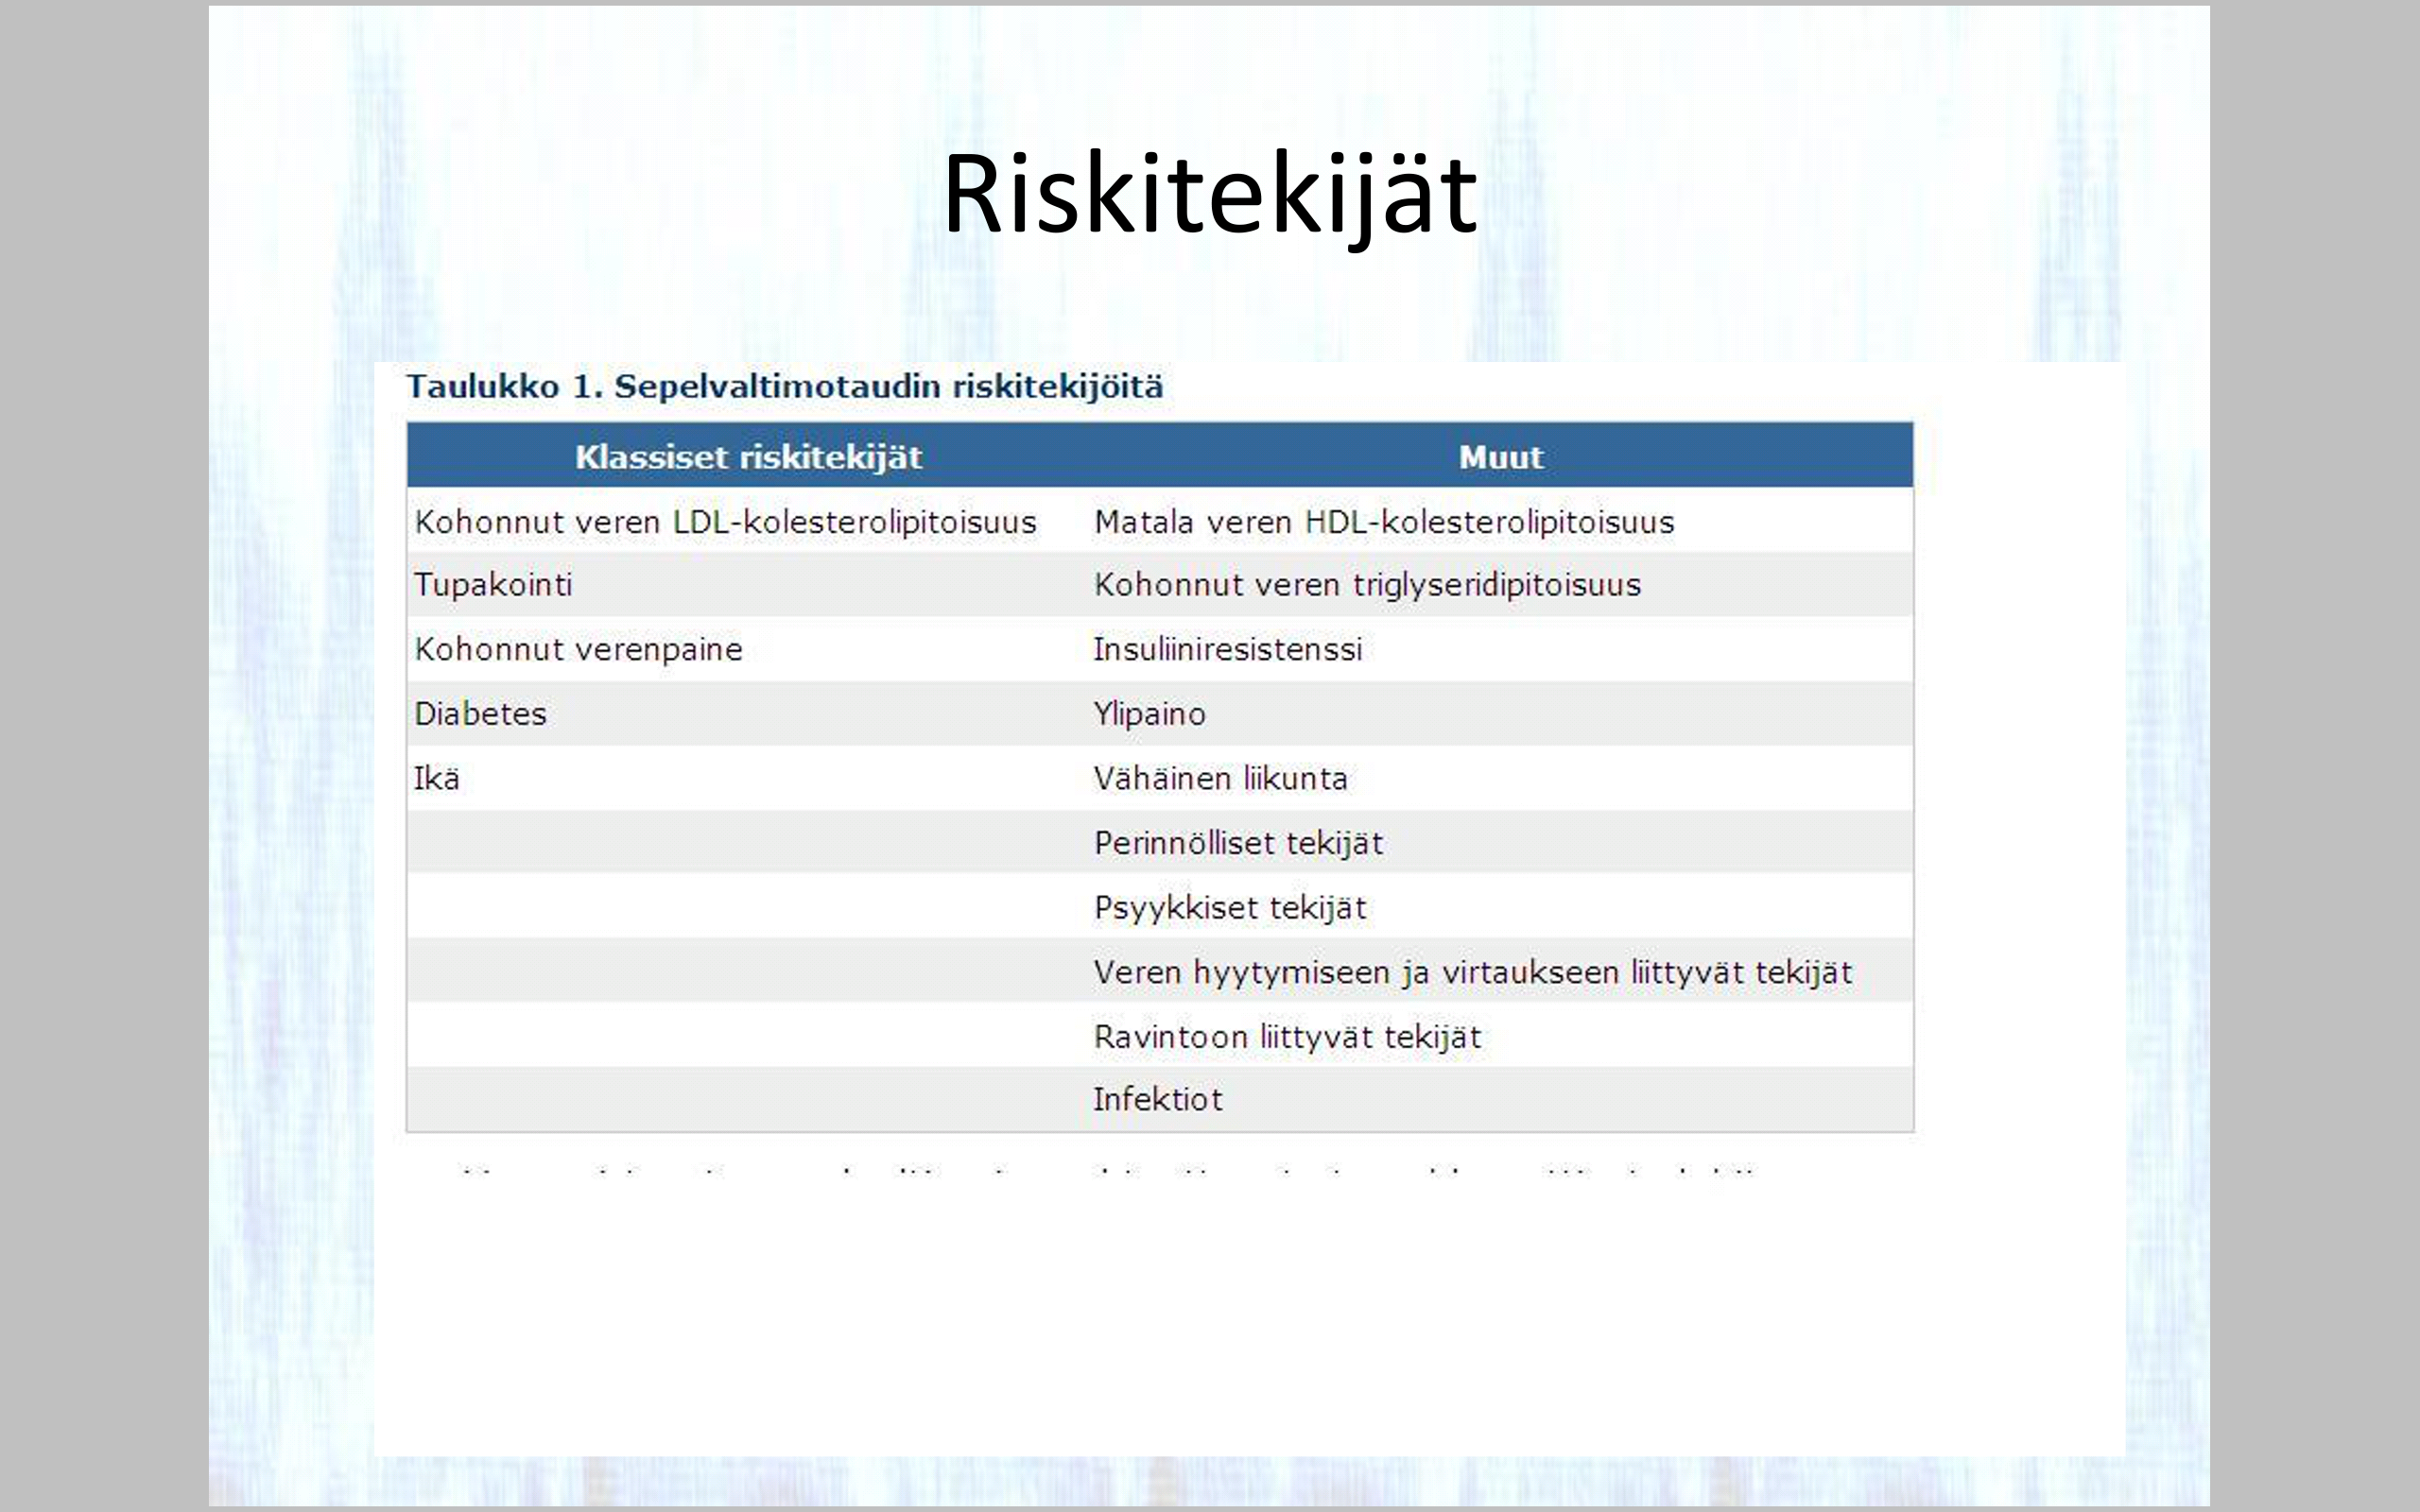 Riskitekijät
Taulukko 1. Sepelvaltimotaudin riskitekijöitä
Klassiset riskitekijät Muut
Kohonnut veren LDL-kolesterolipitoisuus Matala veren HDL-kolesterolipitoisuus
Tupakointi Kohonnut veren triglyseridipitoisuus
Kohonnut verenpaine Insuliiniresistenssi
Diabetes Ylipaino
Ikä Vähäinen liikunta
Perinnölliset tekijät
Psyykkiset tekijät
Veren hyytymiseen ja virtaukseen liittyvät tekijät
Ravintoon liittyvät tekijät
Infektiot